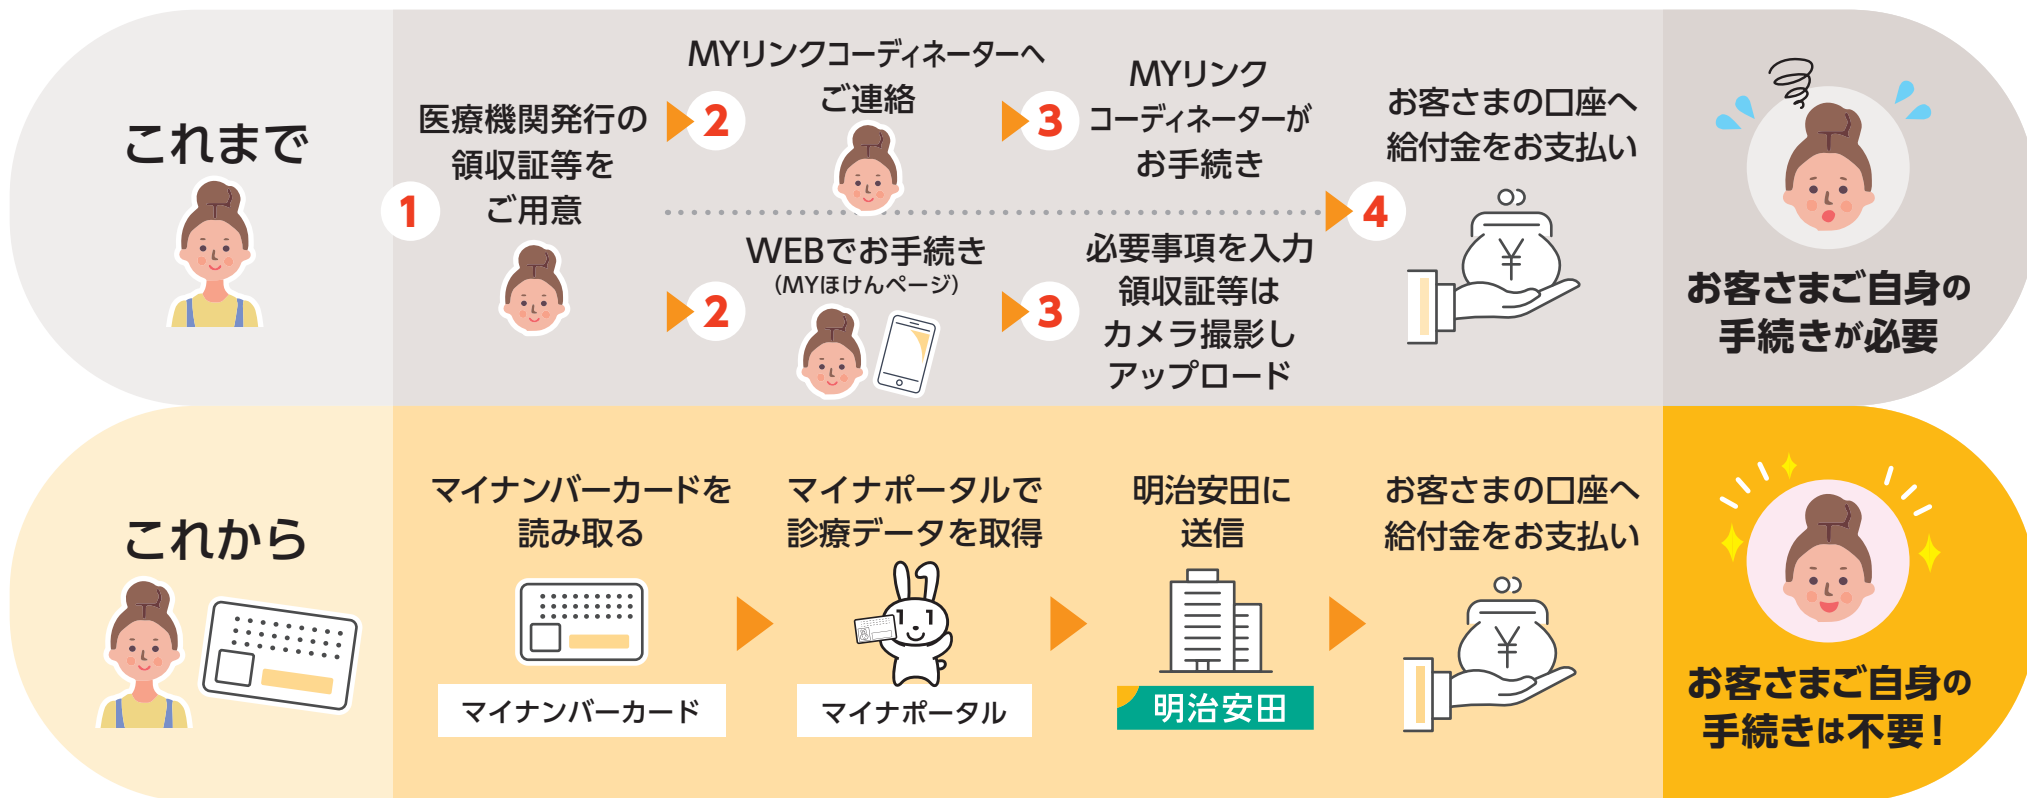 これまで
1
医療機関発行の
領収証等を
ご用意
2
MYリンクコーディネーターへ
ご連絡
3
MYリンク
コーディネーターが
お手続き
2
WEBでお手続き
(MYほけんページ)
3
必要事項を入力
領収証等は
カメラ撮影し
アップロード
4
お客さまの口座へ
給付金をお支払い
¥
お客さまご自身の
手続きが必要
これから
マイナンバーカードを
読み取る
マイナンバーカード
マイナポータルで
診療データを取得
マイナポータル
明治安田に
送信
明治安田
お客さまの口座へ
給付金をお支払い
¥
お客さまご自身の
手続きは不要!